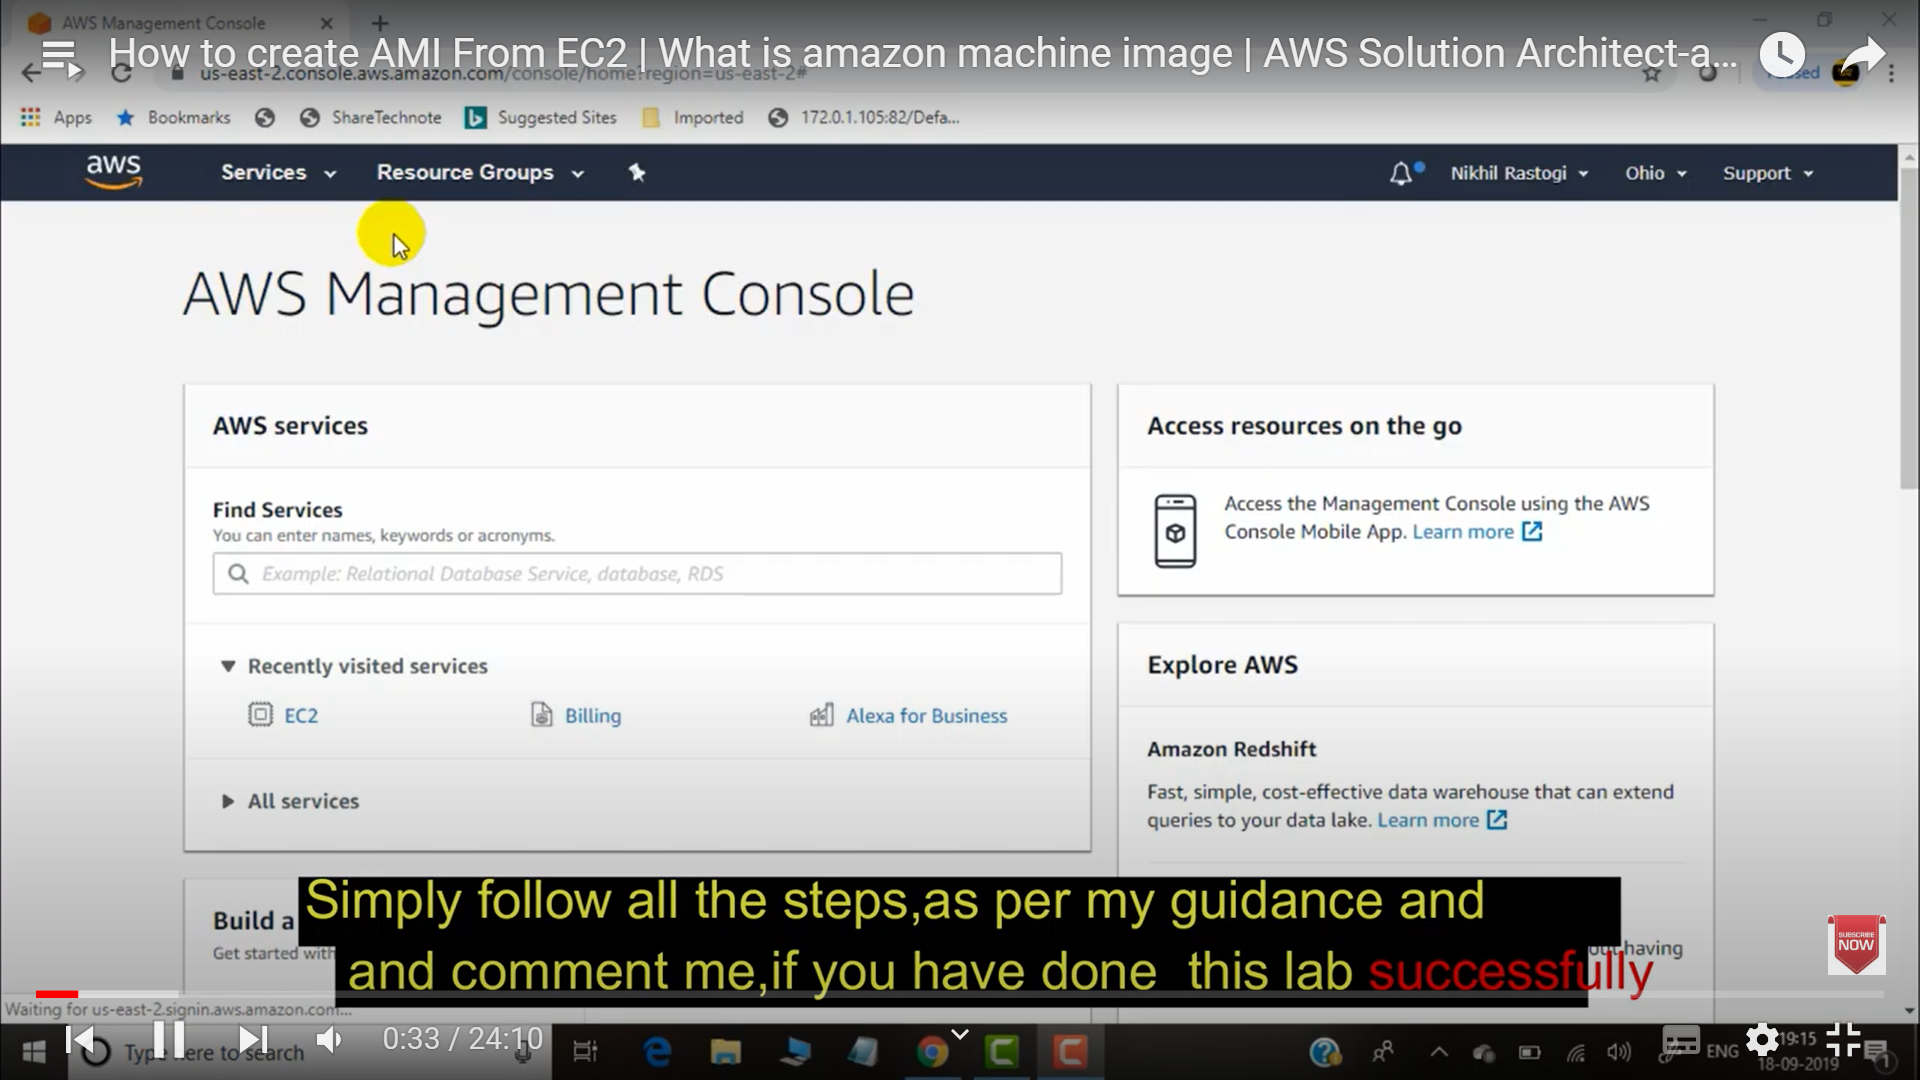 AWS Management Console
How to create AMI From EC2 | What is amazon machine image | AWS Solution Architect-a...
us-east-2.console.aws.amazon.com/console/home?region=us-east-2#
Apps Bookmarks ShareTechnote Suggested Sites Imported 172.0.1.105:82/Defa...
aws Services Resource Groups Nikhil Rastogi Ohio Support
AWS Management Console
AWS services
Find Services
You can enter names, keywords or acronyms.
Example: Relational Database Service, database, RDS
Recently visited services
EC2 Billing Alexa for Business
All services
Access resources on the go
Access the Management Console using the AWS
Console Mobile App. Learn more
Explore AWS
Amazon Redshift
Fast, simple, cost-effective data warehouse that can extend
queries to your data lake. Learn more
Build a
Get started with
having
Simply follow all the steps,as per my guidance and
and comment me,if you have done this lab successfully
SUBSCRIBE
NOW
Waiting for us-east-2.signin.aws.amazon.com...
0:33 / 24:10
Type here to search
ENG
19:15
18-09-2019
1